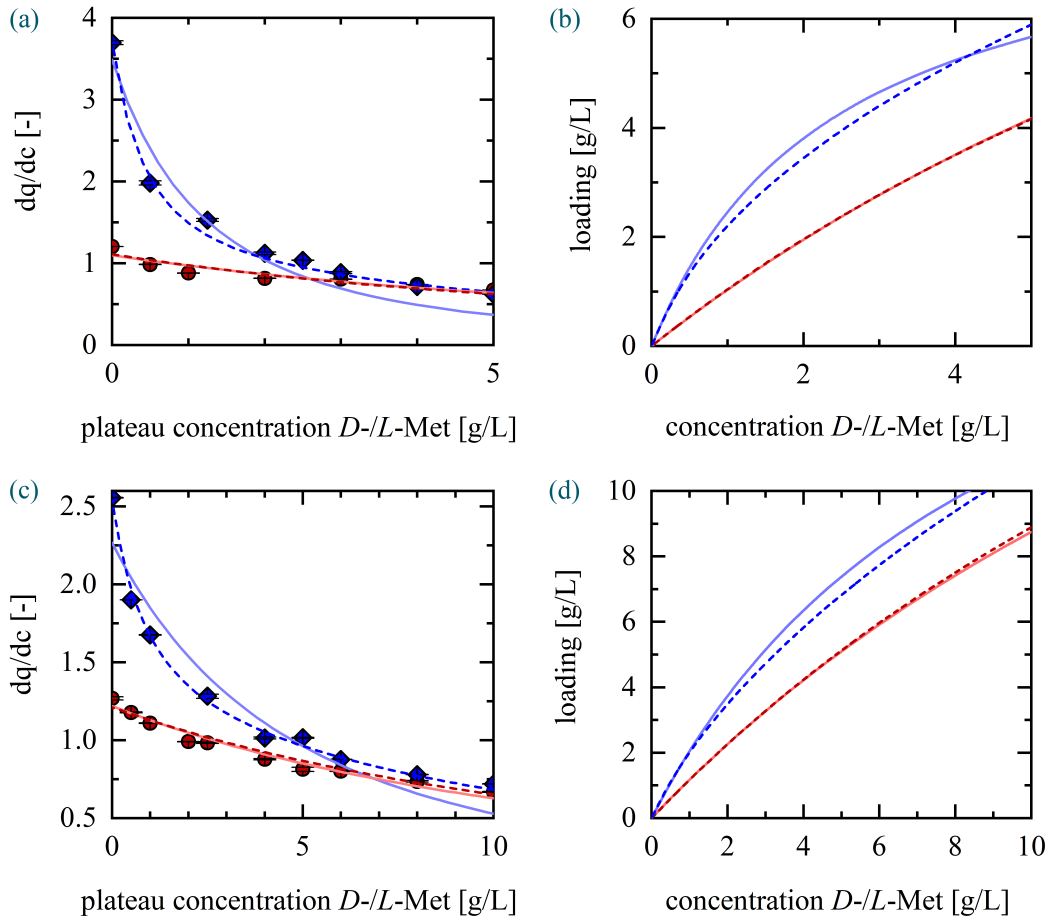 (a)
4
3
2
1
0
dq/dc [-]
0
5
plateau concentration D-/L-Met [g/L]
(b)
6
4
2
0
loading [g/L]
0
2
4
concentration D-/L-Met [g/L]
(c)
2.5
2.0
1.5
1.0
0.5
dq/dc [-]
0
5
10
plateau concentration D-/L-Met [g/L]
(d)
10
8
6
4
2
0
loading [g/L]
0
2
4
6
8
10
concentration D-/L-Met [g/L]